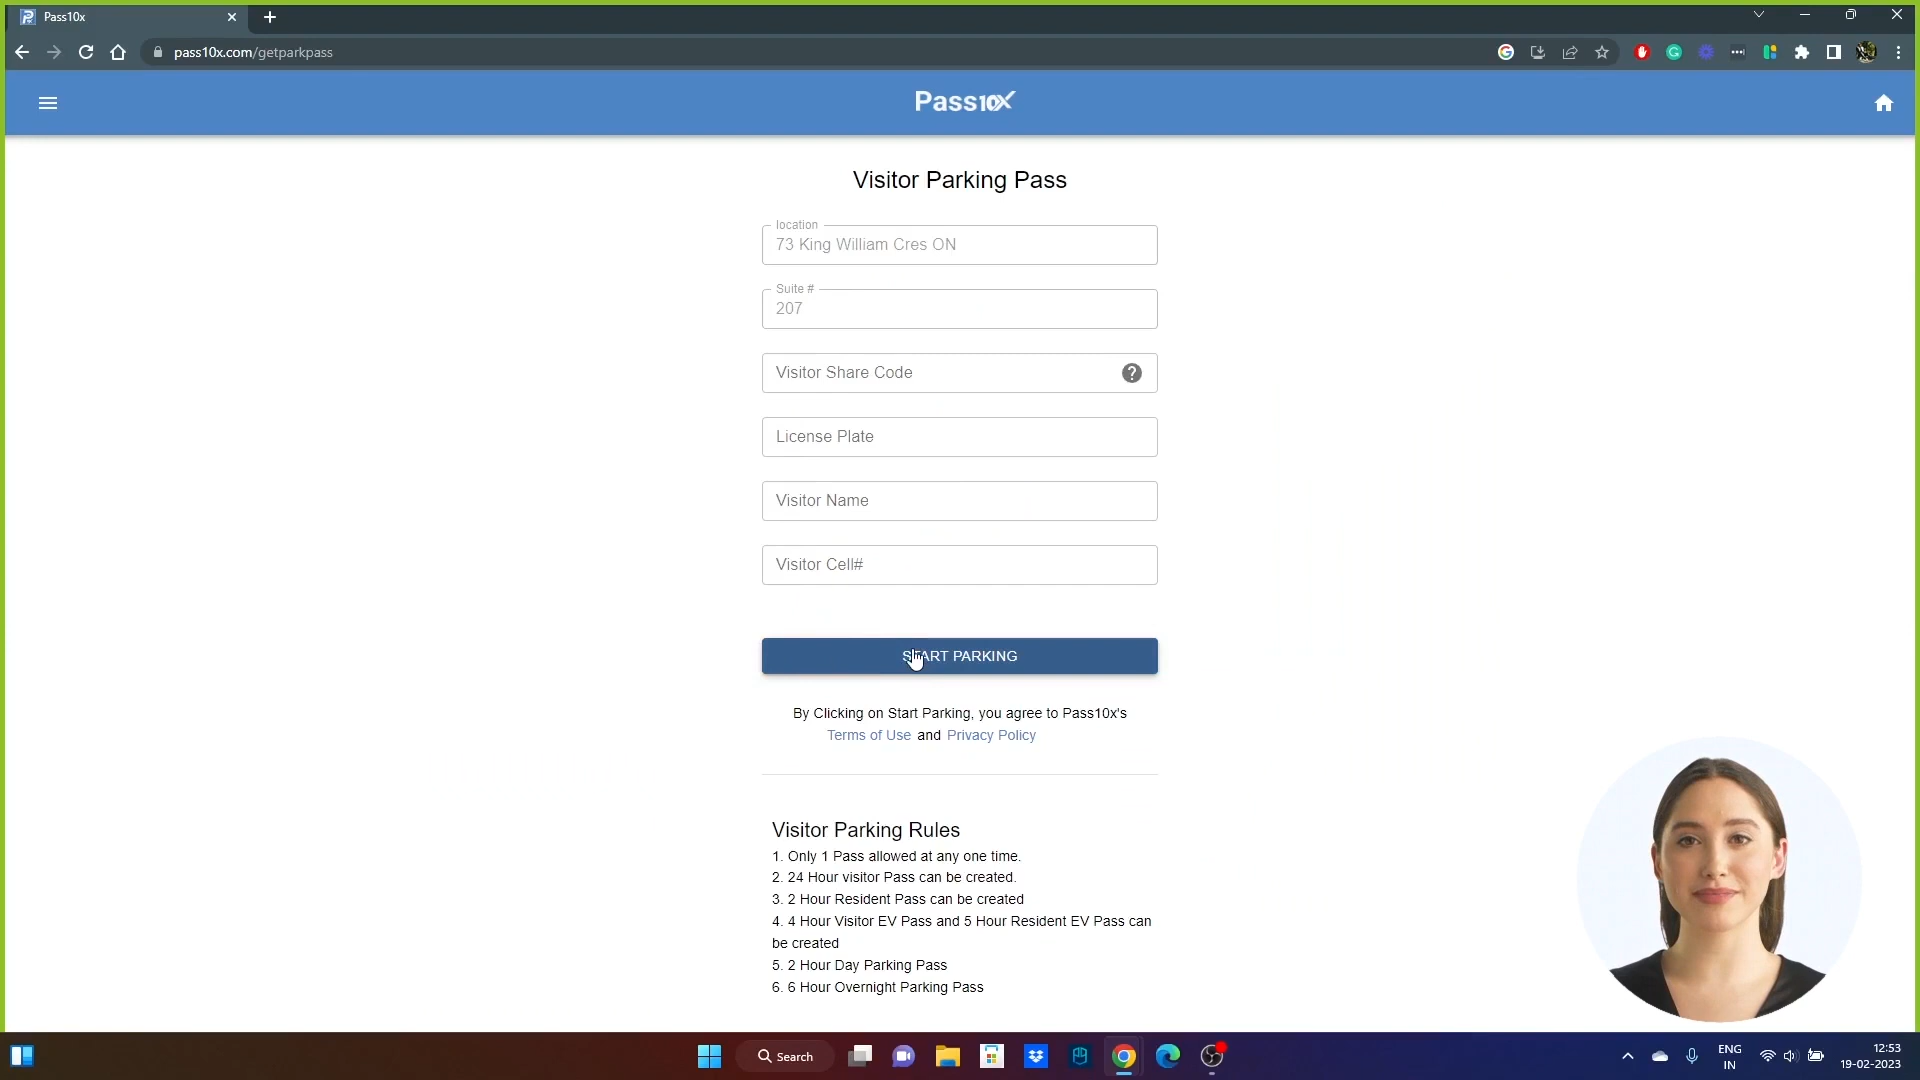 Pass10x
pass10x.com/getparkpass
Pass10X
Visitor Parking Pass
location
73 King William Cres ON
Suite #
207
Visitor Share Code
?
License Plate
Visitor Name
Visitor Cell#
START PARKING
By Clicking on Start Parking, you agree to Pass10x's
Terms of Use and Privacy Policy
Visitor Parking Rules
1. Only 1 Pass allowed at any one time.
2. 24 Hour visitor Pass can be created.
3. 2 Hour Resident Pass can be created
4. 4 Hour Visitor EV Pass and 5 Hour Resident EV Pass can
be created
5. 2 Hour Day Parking Pass
6. 6 Hour Overnight Parking Pass
Search
ENG
IN
12:53
19-02-2023